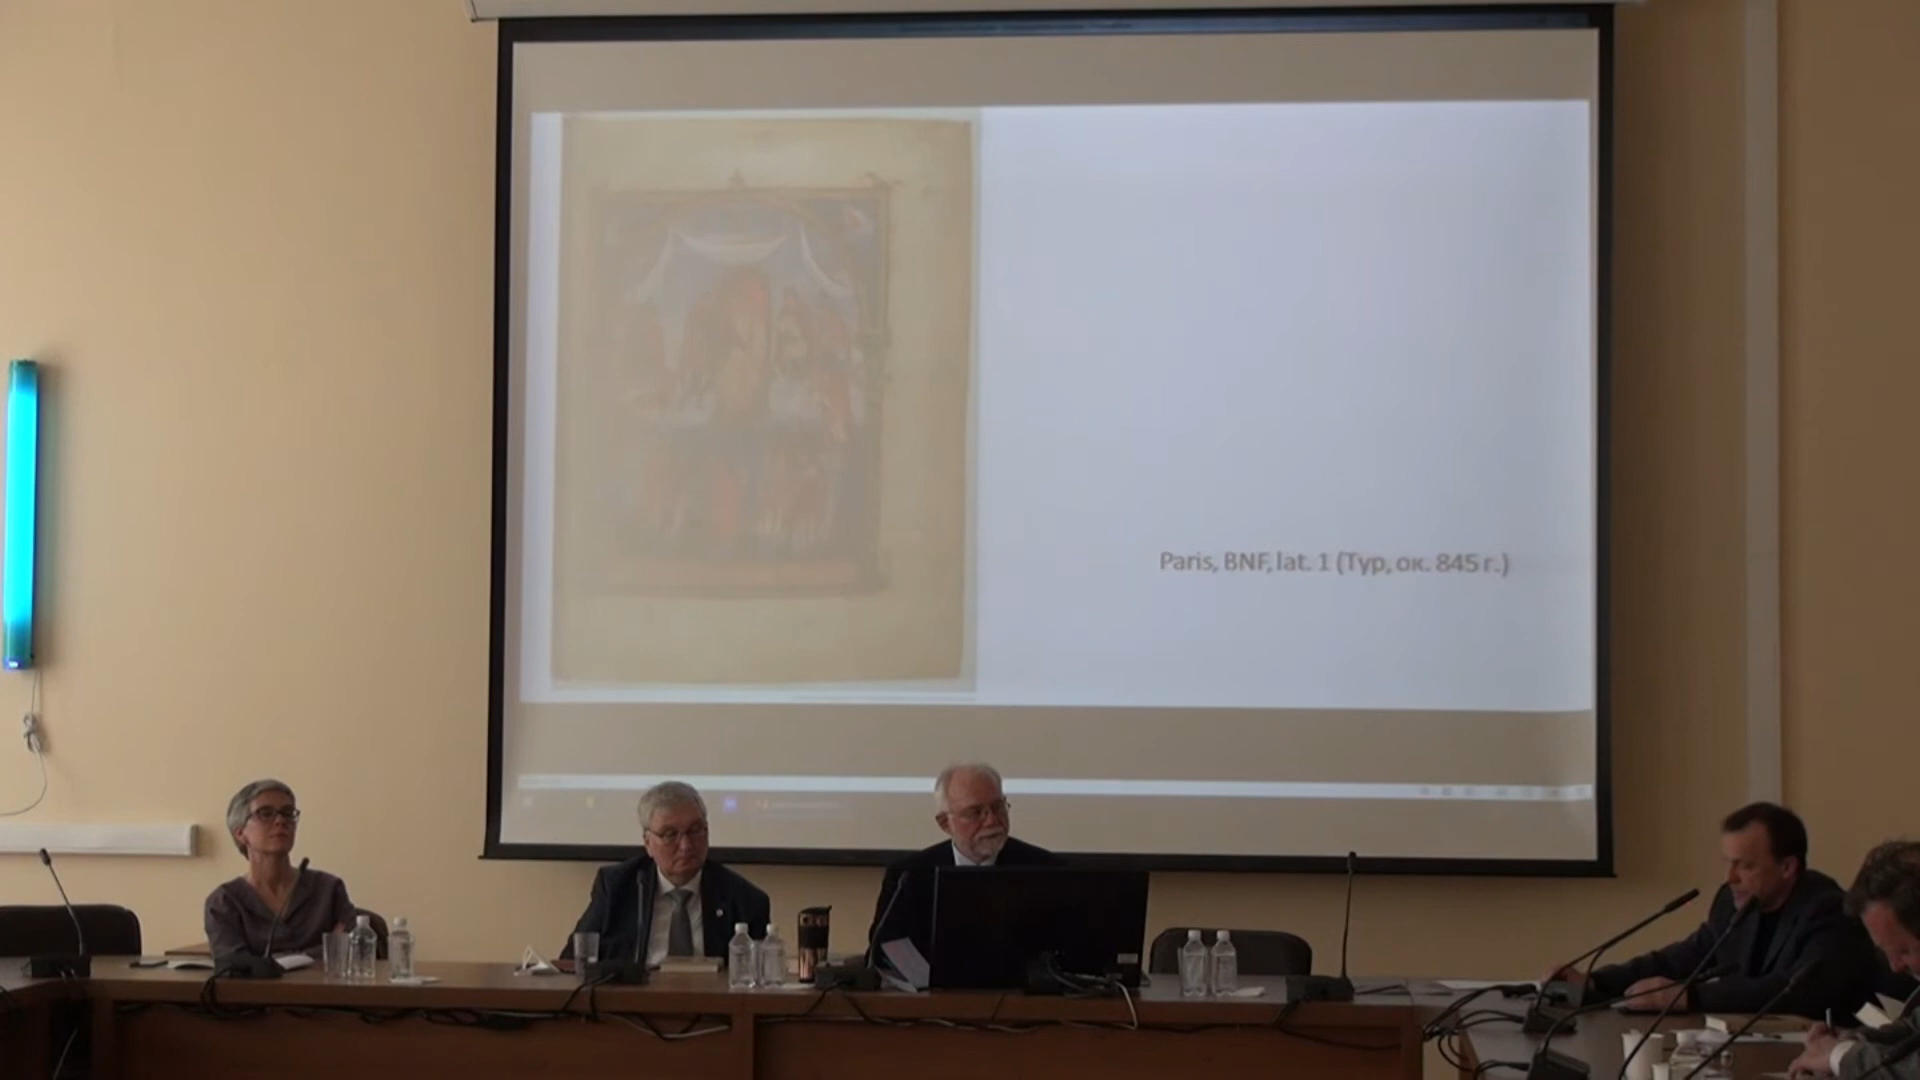 Paris, BNF, lat. 1 (Тур, ок. 845 г.)